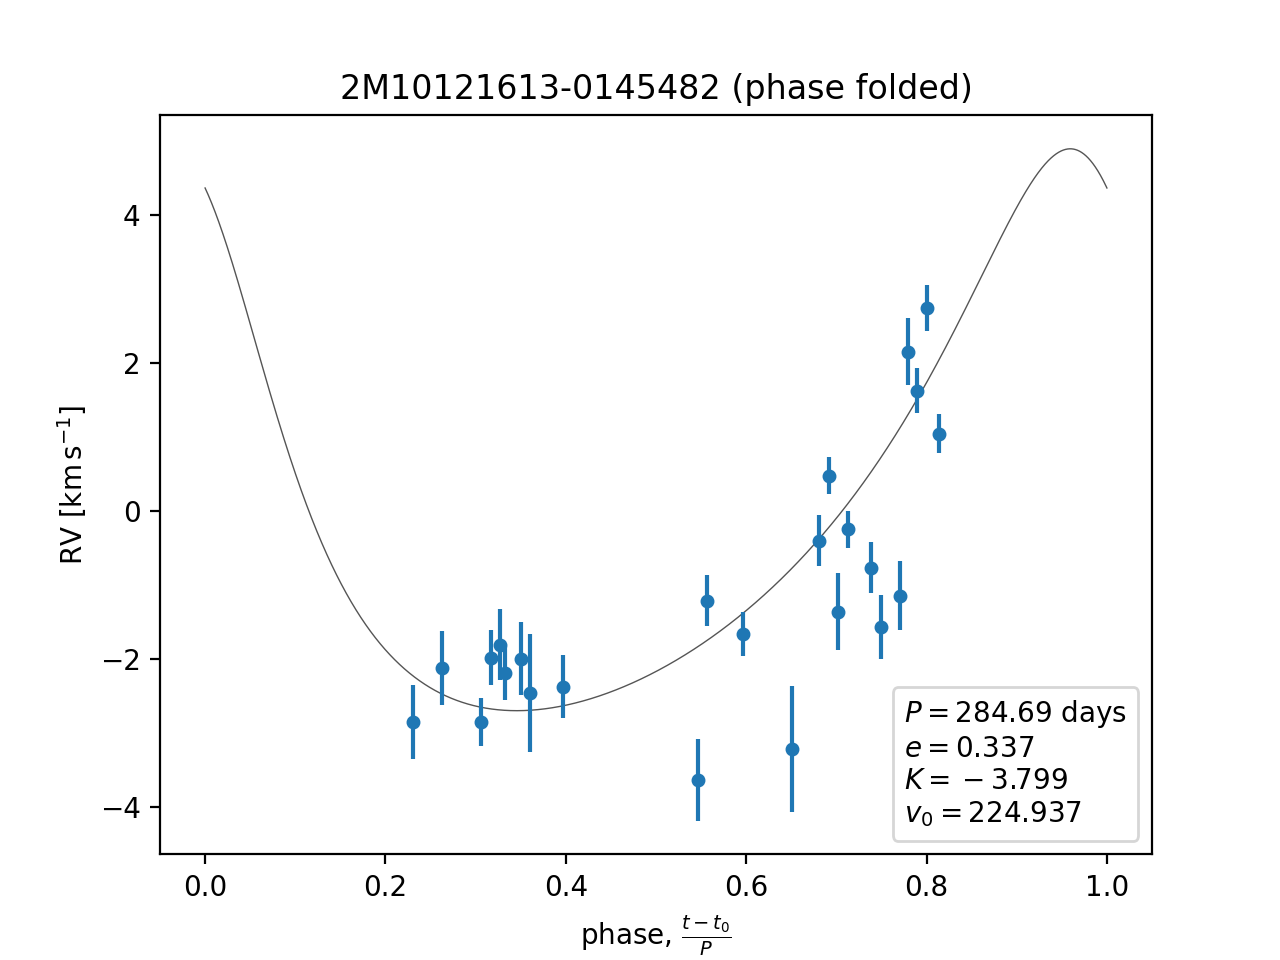 2M10121613-0145482 (phase folded)
RV [km s⁻¹]
4
2
0
−2
−4
P = 284.69 days
e = 0.337
K = −3.799
v₀ = 224.937
0.0 0.2 0.4 0.6 0.8 1.0
phase, (t − t₀)/P